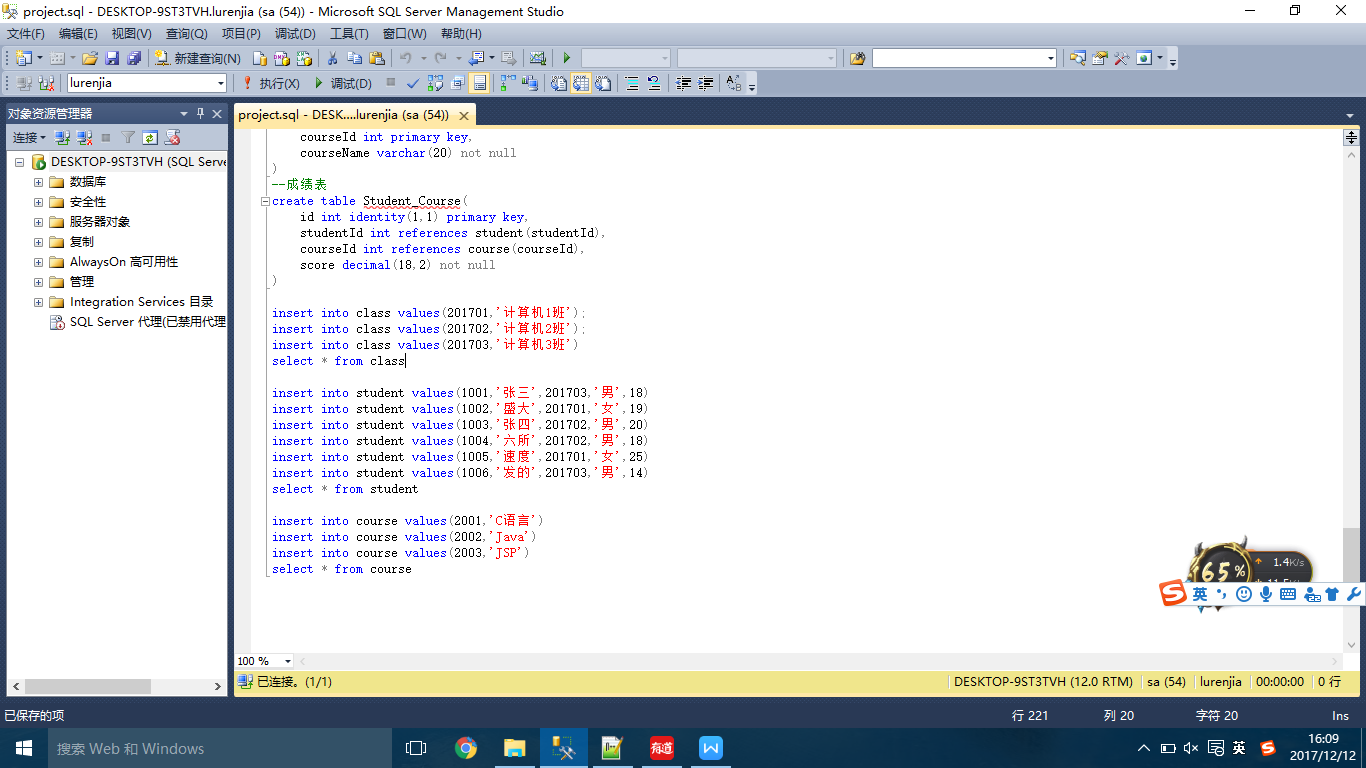 project.sql - DESKTOP-9ST3TVH.lurenjia (sa (54)) - Microsoft SQL Server Management Studio
文件(F) 编辑(E) 视图(V) 查询(Q) 项目(P) 调试(D) 工具(T) 窗口(W) 帮助(H)
新建查询(N)
lurenjia 执行(X) 调试(D)
对象资源管理器
连接
DESKTOP-9ST3TVH (SQL Serve
数据库
安全性
服务器对象
复制
AlwaysOn 高可用性
管理
Integration Services 目录
SQL Server 代理(已禁用代理
project.sql - DESK....lurenjia (sa (54))
courseId int primary key,
courseName varchar(20) not null
)
--成绩表
create table Student_Course(
id int identity(1,1) primary key,
studentId int references student(studentId),
courseId int references course(courseId),
score decimal(18,2) not null
)
insert into class values(201701,'计算机1班');
insert into class values(201702,'计算机2班');
insert into class values(201703,'计算机3班')
select * from class
insert into student values(1001,'张三',201703,'男',18)
insert into student values(1002,'盛大',201701,'女',19)
insert into student values(1003,'张四',201702,'男',20)
insert into student values(1004,'六所',201702,'男',18)
insert into student values(1005,'速度',201701,'女',25)
insert into student values(1006,'发的',201703,'男',14)
select * from student
insert into course values(2001,'C语言')
insert into course values(2002,'Java')
insert into course values(2003,'JSP')
select * from course
65%
1.4K/s
英
100 %
已连接。(1/1)
DESKTOP-9ST3TVH (12.0 RTM) sa (54) lurenjia 00:00:00 0 行
已保存的项
行 221 列 20 字符 20 Ins
搜索 Web 和 Windows
有道
英
16:09
2017/12/12